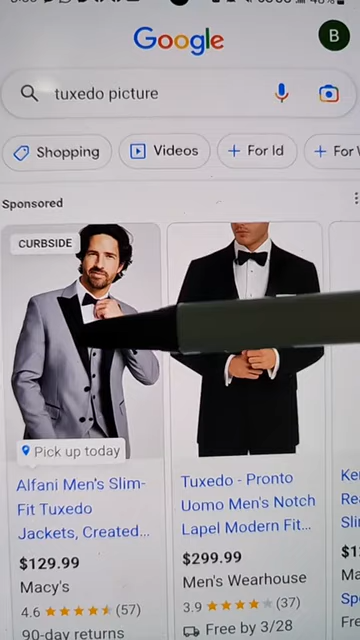 Google
B
tuxedo picture
Shopping
Videos
+ For Id
+ For
Sponsored
CURBSIDE
Pick up today
Alfani Men's Slim-
Fit Tuxedo
Jackets, Created...
$129.99
Macy's
4.6 (57)
90-day returns
Tuxedo - Pronto
Uomo Men's Notch
Lapel Modern Fit...
$299.99
Men's Wearhouse
3.9 (37)
Free by 3/28